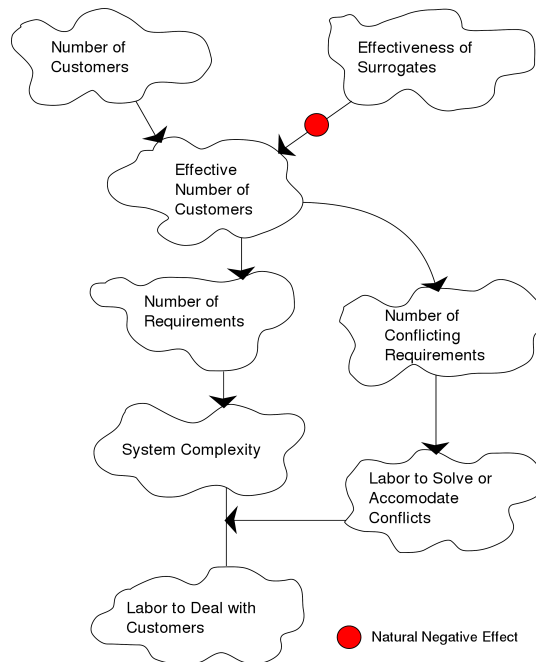 Number of
Customers
Effectiveness of
Surrogates
Effective
Number of
Customers
Number of
Requirements
Number of
Conflicting
Requirements
System Complexity
Labor to Solve or
Accomodate
Conflicts
Labor to Deal with
Customers
Natural Negative Effect